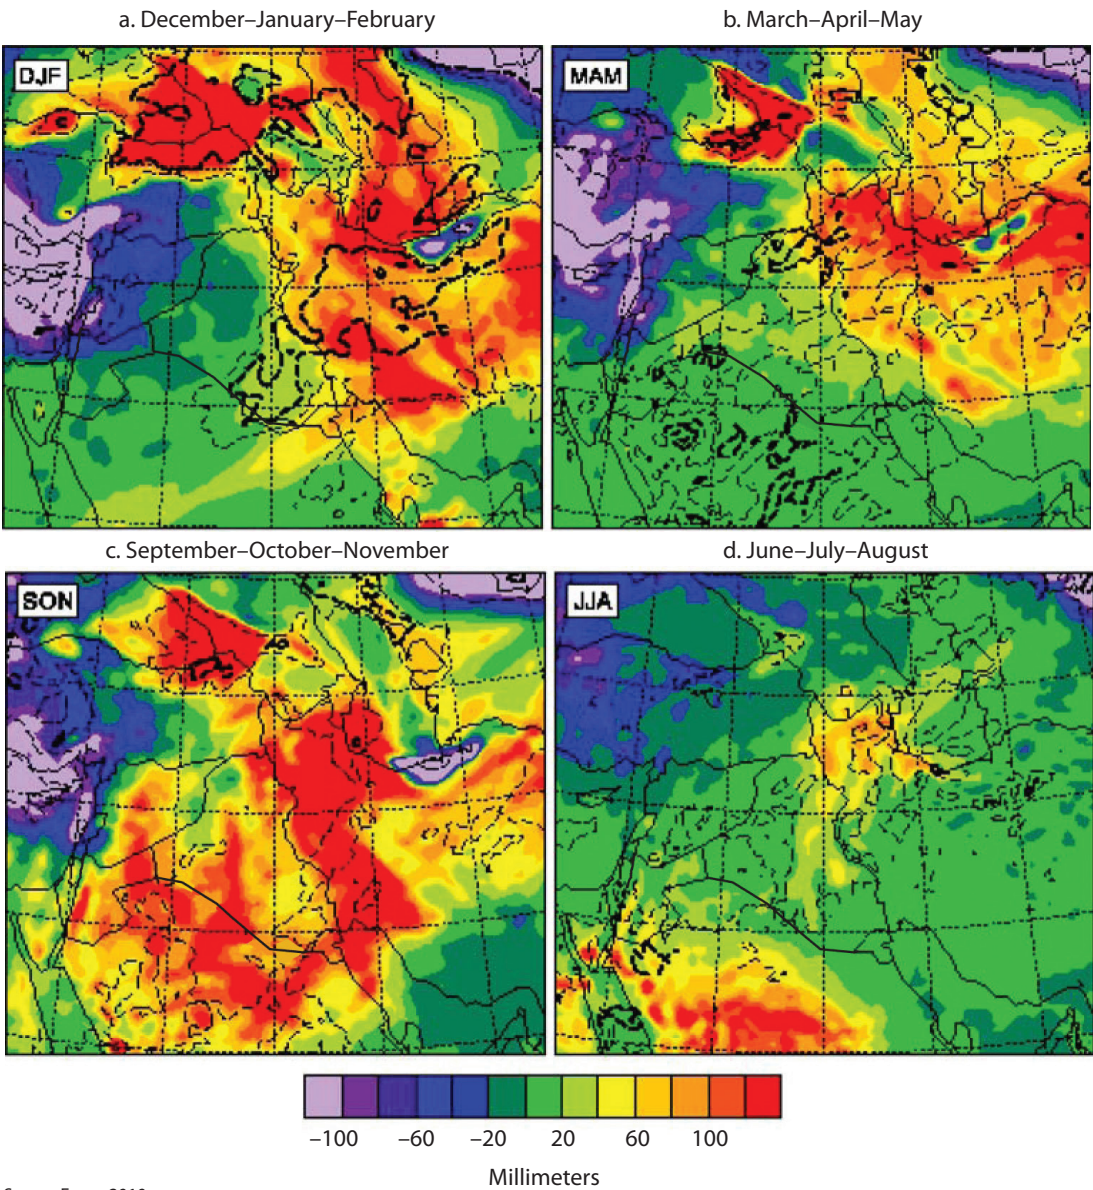 a. December–January–February
b. March–April–May
DJF
MAM
c. September–October–November
d. June–July–August
SON
JJA
–100 –60 –20 20 60 100
Millimeters